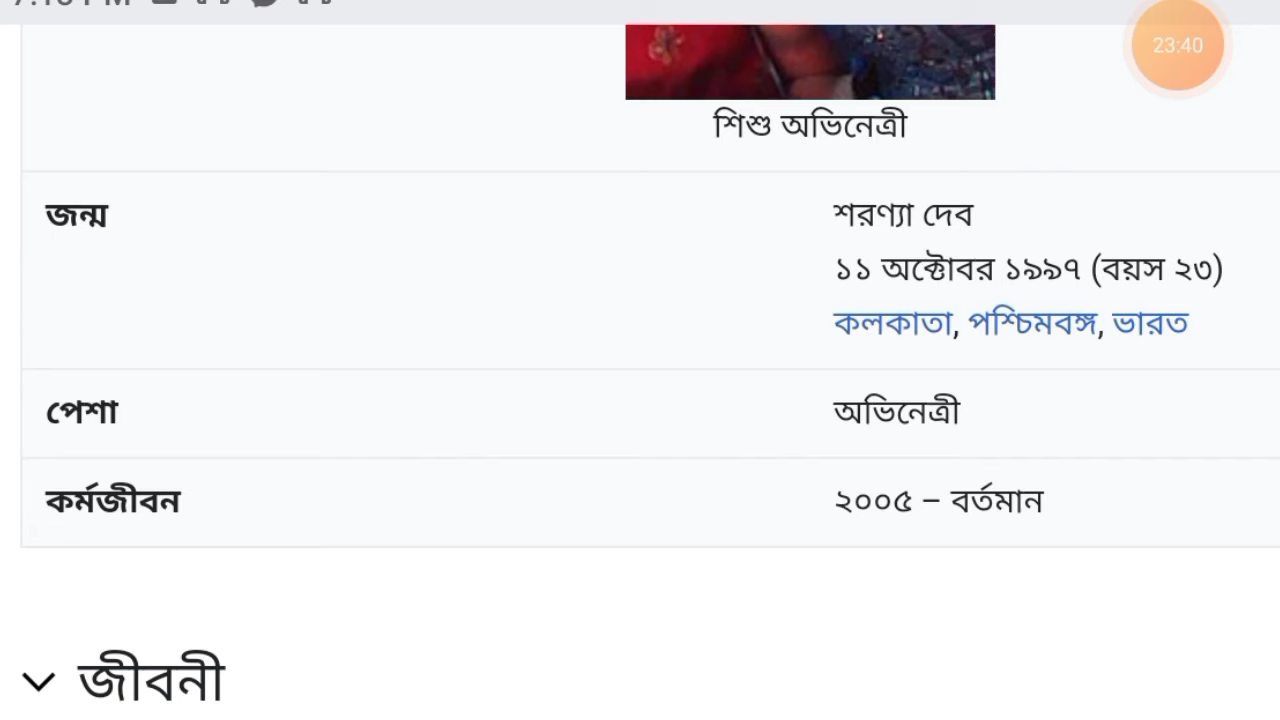 23:40
শিশু অভিনেত্রী
জন্ম
শরণ্যা দেব
১১ অক্টোবর ১৯৯৭ (বয়স ২৩)
কলকাতা, পশ্চিমবঙ্গ, ভারত
পেশা
অভিনেত্রী
কর্মজীবন
২০০৫ – বর্তমান
জীবনী